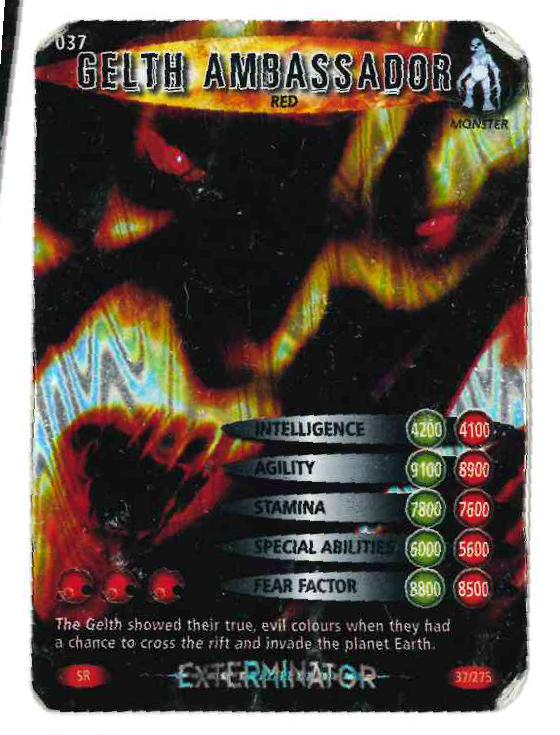 037
GELTH AMBASSADOR
RED
MONSTER
INTELLIGENCE 4200 4100
AGILITY 9100 8900
STAMINA 7800 7600
SPECIAL ABILITIES 6000 5600
FEAR FACTOR 8800 8500
The Gelth showed their true, evil colours when they had
a chance to cross the rift and invade the planet Earth.
SR EXTERMINATOR 37/275